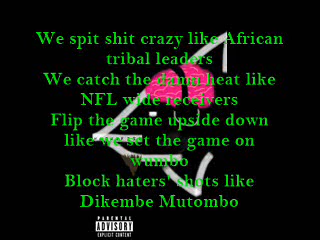 We spit shit crazy like African
tribal leaders
We catch the damn heat like
NFL wide receivers
Flip the game upside down
like we set the game on
wumbo
Block haters' shots like
Dikembe Mutombo
PARENTAL
ADVISORY
EXPLICIT CONTENT